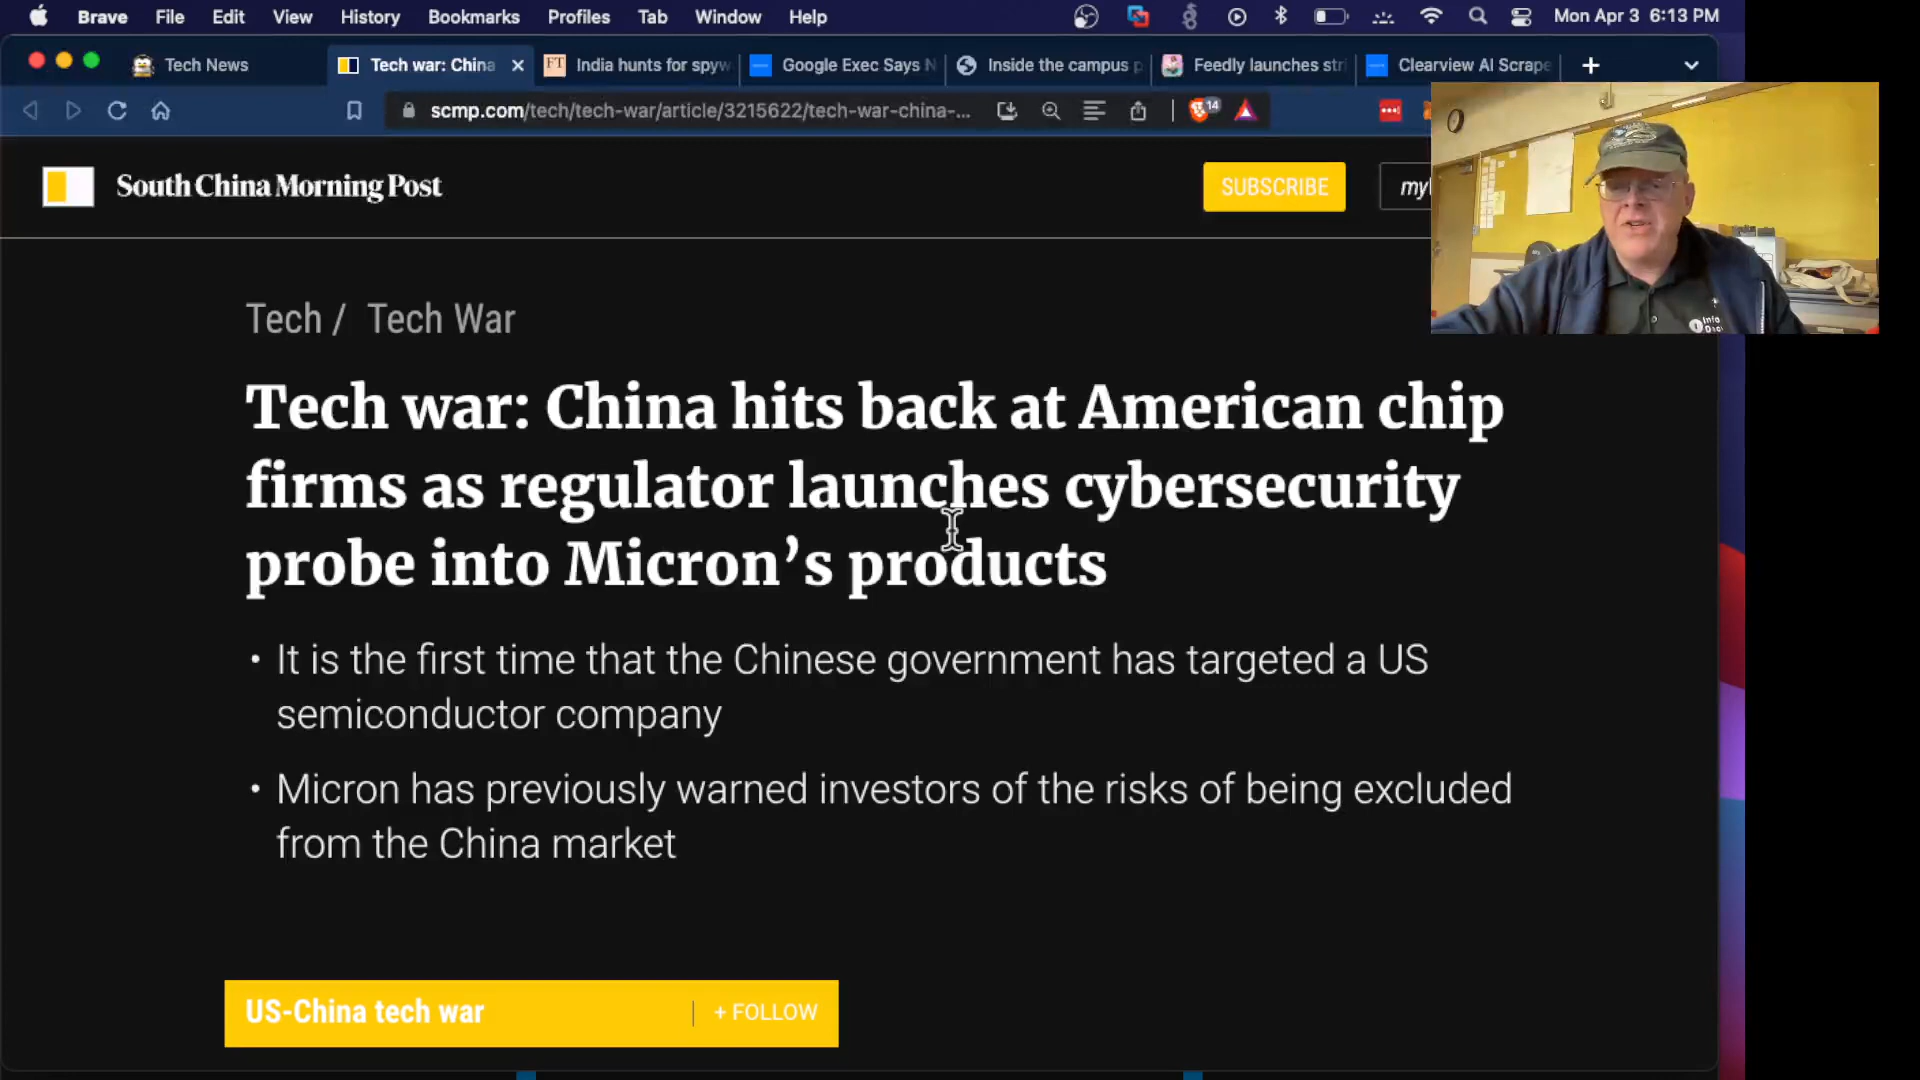 Brave File Edit View History Bookmarks Profiles Tab Window Help Mon Apr 3 6:13 PM
Tech News Tech war: China India hunts for spyw Google Exec Says N Inside the campus p Feedly launches stri Clearview AI Scrape
scmp.com/tech/tech-war/article/3215622/tech-war-china-... 14
South China Morning Post SUBSCRIBE my
Tech / Tech War
Tech war: China hits back at American chip
firms as regulator launches cybersecurity
probe into Micron’s products
• It is the first time that the Chinese government has targeted a US
semiconductor company
• Micron has previously warned investors of the risks of being excluded
from the China market
US-China tech war + FOLLOW